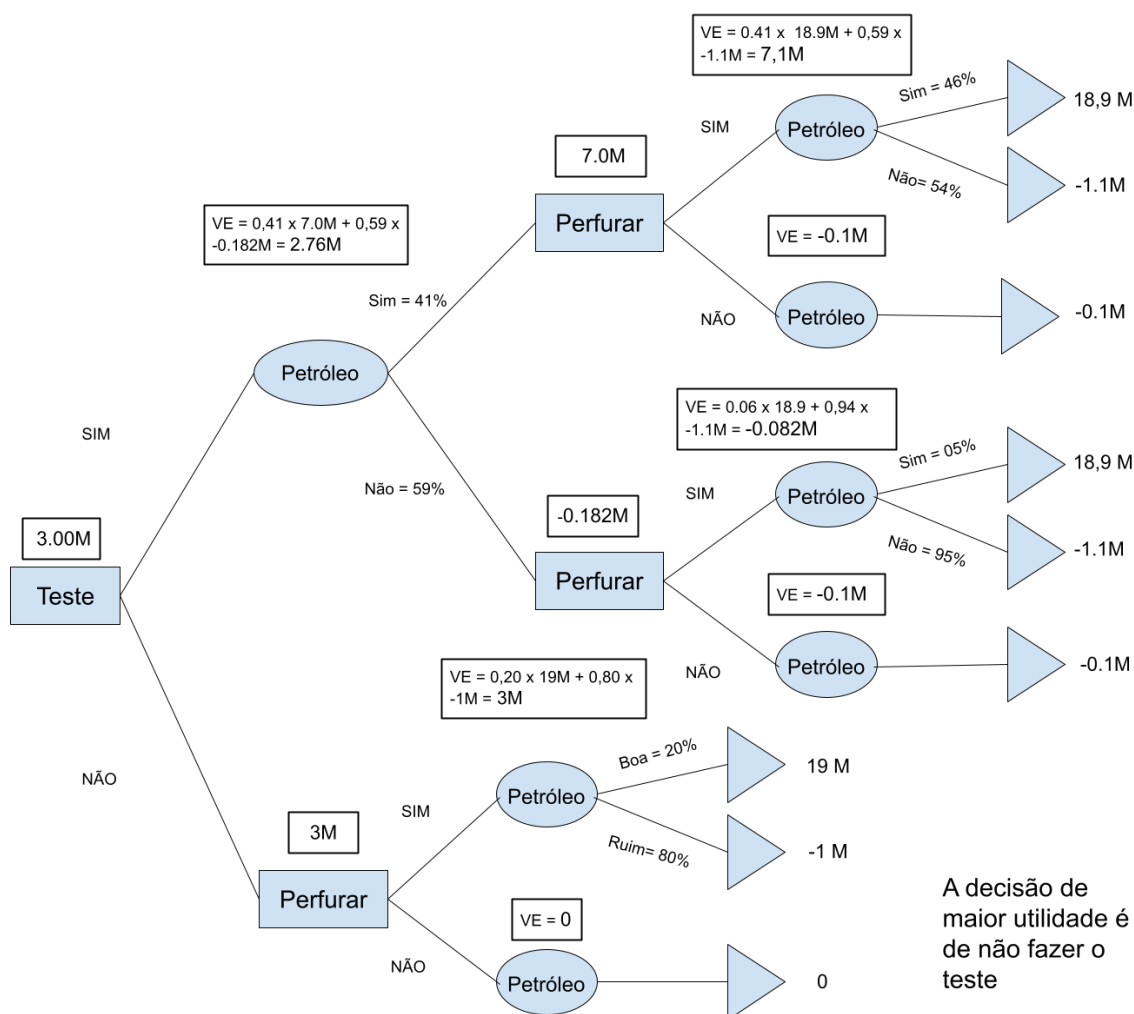 VE = 0.41 x 18.9M + 0,59 x
-1.1M = 7,1M
Sim = 46%
18,9 M
Petróleo
SIM
7.0M
Não= 54%
-1.1M
Perfurar
VE = 0,41 x 7.0M + 0,59 x
-0.182M = 2.76M
VE = -0.1M
Sim = 41%
NÃO
Petróleo
-0.1M
Petróleo
VE = 0.06 x 18.9 + 0,94 x
-1.1M = -0.082M
SIM
Sim = 05%
18,9 M
Não = 59%
SIM
Petróleo
-0.182M
Não = 95%
-1.1M
3.00M
Perfurar
Teste
VE = -0.1M
NÃO
Petróleo
-0.1M
VE = 0,20 x 19M + 0,80 x
-1M = 3M
Boa = 20%
19 M
NÃO
SIM
Petróleo
3M
Ruim= 80%
-1 M
Perfurar
VE = 0
NÃO
Petróleo
0
A decisão de
maior utilidade é
de não fazer o
teste